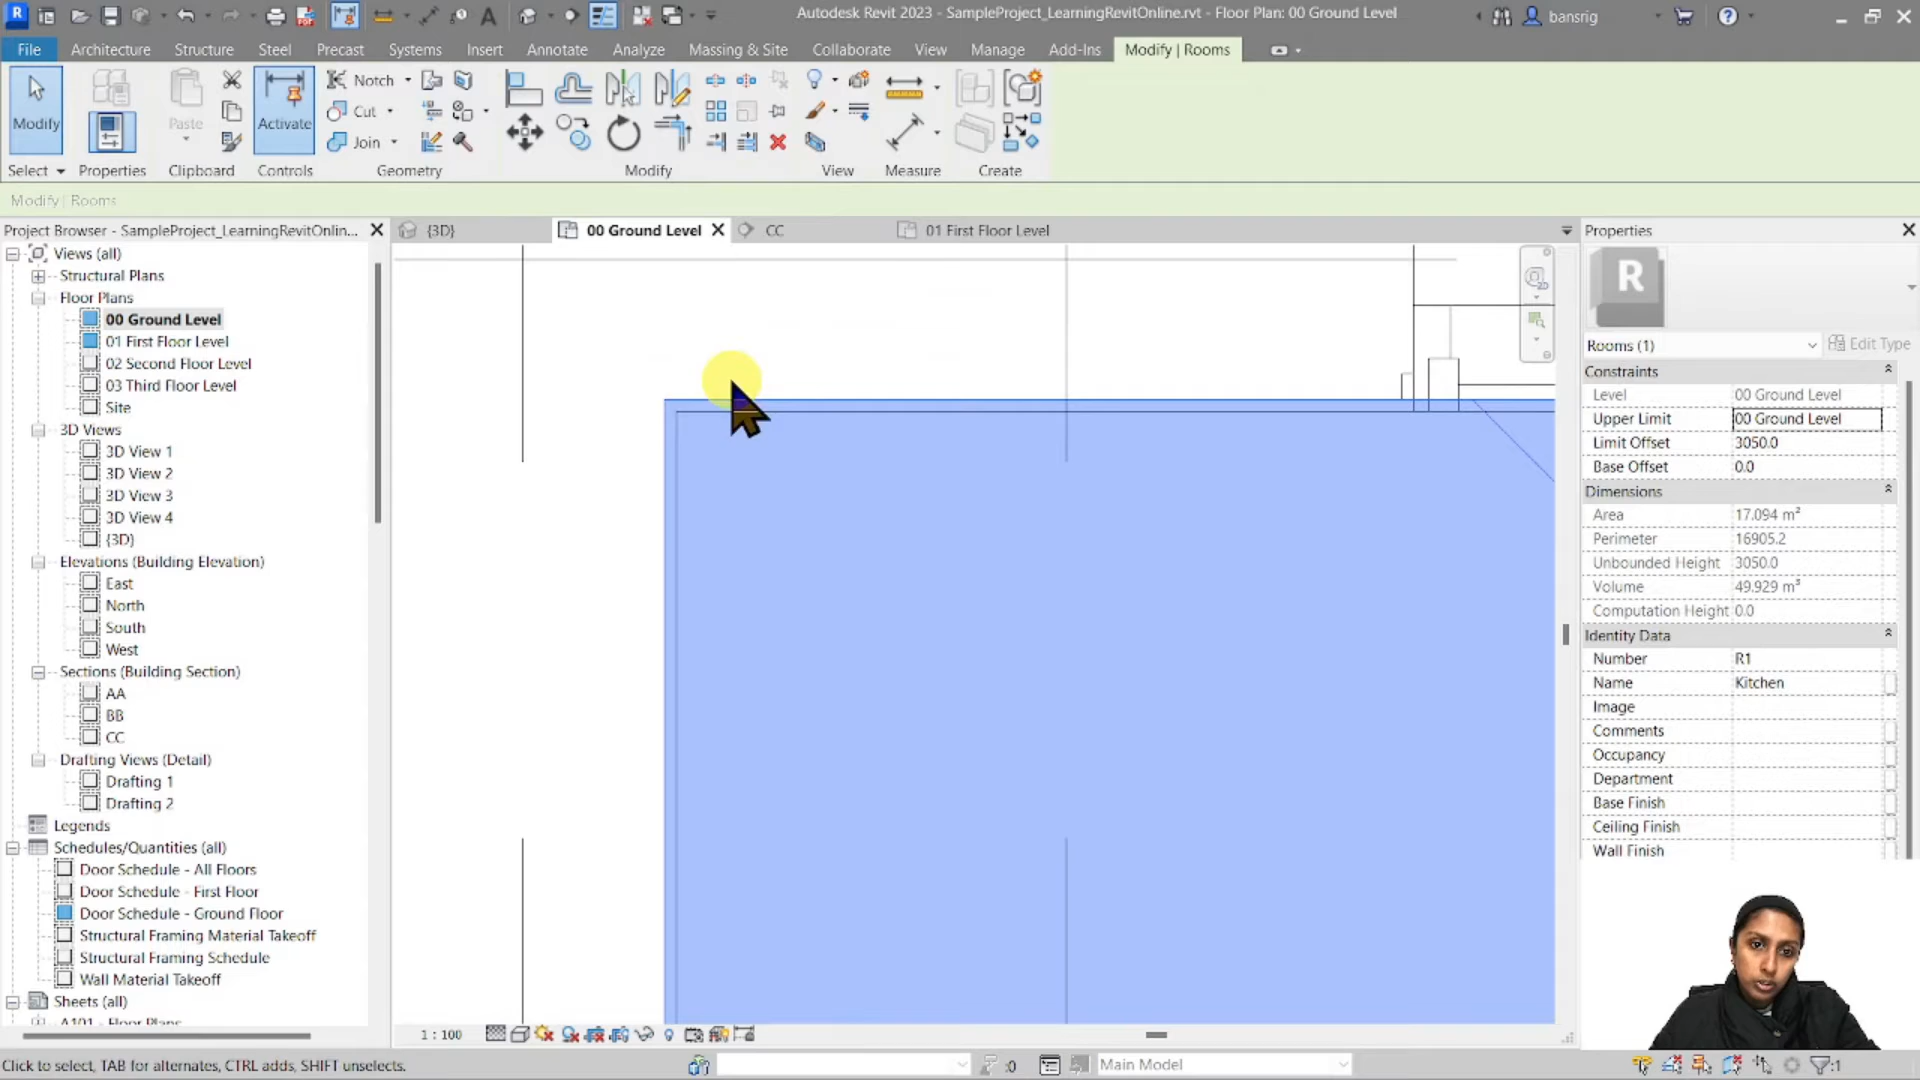 Autodesk Revit 2023 - SampleProject_LearningRevitOnline.rvt - Floor Plan: 00 Ground Level
bansrig
File Architecture Structure Steel Precast Systems Insert Annotate Analyze Massing & Site Collaborate View Manage Add-Ins Modify | Rooms
Modify
Paste
Activate
Notch
Cut
Join
Select Properties Clipboard Controls Geometry Modify View Measure Create
Modify | Rooms
Project Browser - SampleProject_LearningRevitOnlin...
{3D}
00 Ground Level
CC
01 First Floor Level
Properties
Views (all)
Structural Plans
Floor Plans
00 Ground Level
01 First Floor Level
02 Second Floor Level
03 Third Floor Level
Site
3D Views
3D View 1
3D View 2
3D View 3
3D View 4
{3D}
Elevations (Building Elevation)
East
North
South
West
Sections (Building Section)
AA
BB
CC
Drafting Views (Detail)
Drafting 1
Drafting 2
Legends
Schedules/Quantities (all)
Door Schedule - All Floors
Door Schedule - First Floor
Door Schedule - Ground Floor
Structural Framing Material Takeoff
Structural Framing Schedule
Wall Material Takeoff
Sheets (all)
A101 - Floor Plans
2D
R
Rooms (1) Edit Type
Constraints
Level 00 Ground Level
Upper Limit 00 Ground Level
Limit Offset 3050.0
Base Offset 0.0
Dimensions
Area 17.094 m²
Perimeter 16905.2
Unbounded Height 3050.0
Volume 49.929 m³
Computation Height 0.0
Identity Data
Number R1
Name Kitchen
Image
Comments
Occupancy
Department
Base Finish
Ceiling Finish
Wall Finish
1 : 100
Click to select, TAB for alternates, CTRL adds, SHIFT unselects.
:0
Main Model
:1